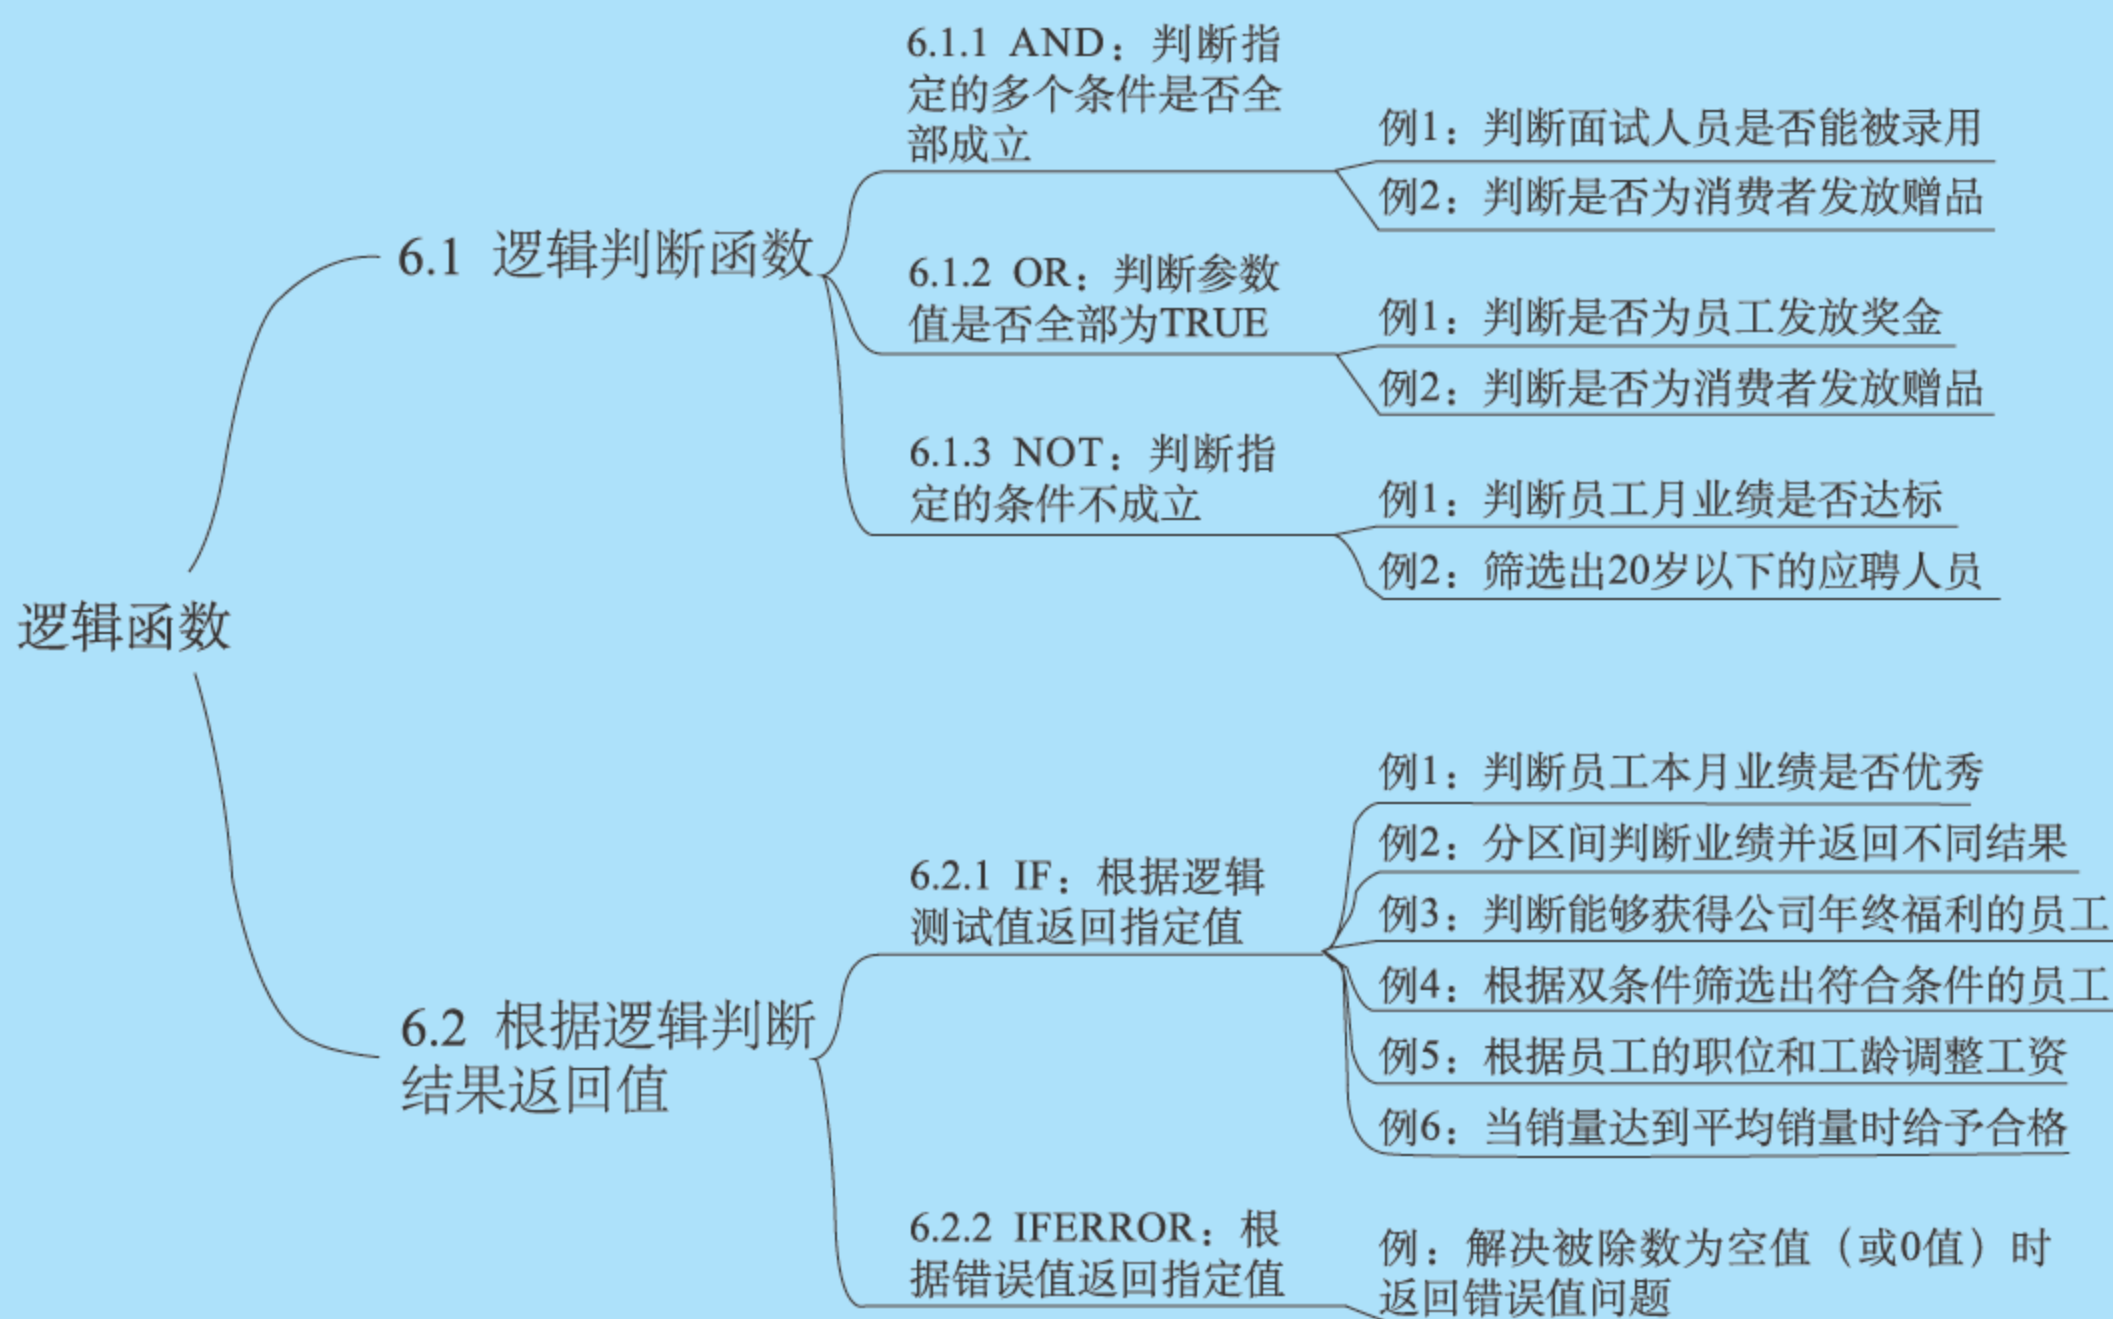 逻辑函数
6.1 逻辑判断函数
6.1.1 AND：判断指
定的多个条件是否全
部成立
例1：判断面试人员是否能被录用
例2：判断是否为消费者发放赠品
6.1.2 OR：判断参数
值是否全部为TRUE
例1：判断是否为员工发放奖金
例2：判断是否为消费者发放赠品
6.1.3 NOT：判断指
定的条件不成立
例1：判断员工月业绩是否达标
例2：筛选出20岁以下的应聘人员
6.2 根据逻辑判断
结果返回值
6.2.1 IF：根据逻辑
测试值返回指定值
例1：判断员工本月业绩是否优秀
例2：分区间判断业绩并返回不同结果
例3：判断能够获得公司年终福利的员工
例4：根据双条件筛选出符合条件的员工
例5：根据员工的职位和工龄调整工资
例6：当销量达到平均销量时给予合格
6.2.2 IFERROR：根
据错误值返回指定值
例：解决被除数为空值（或0值）时
返回错误值问题